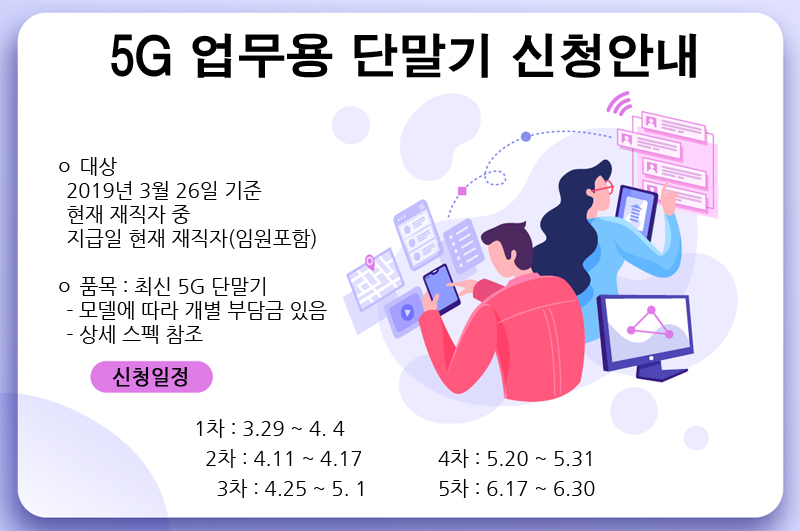 5G 업무용 단말기 신청안내
ㅇ 대상
2019년 3월 26일 기준
현재 재직자 중
지급일 현재 재직자(임원포함)
ㅇ 품목 : 최신 5G 단말기
- 모델에 따라 개별 부담금 있음
- 상세 스펙 참조
신청일정
1차 : 3.29 ~ 4. 4
2차 : 4.11 ~ 4.17
3차 : 4.25 ~ 5. 1
4차 : 5.20 ~ 5.31
5차 : 6.17 ~ 6.30